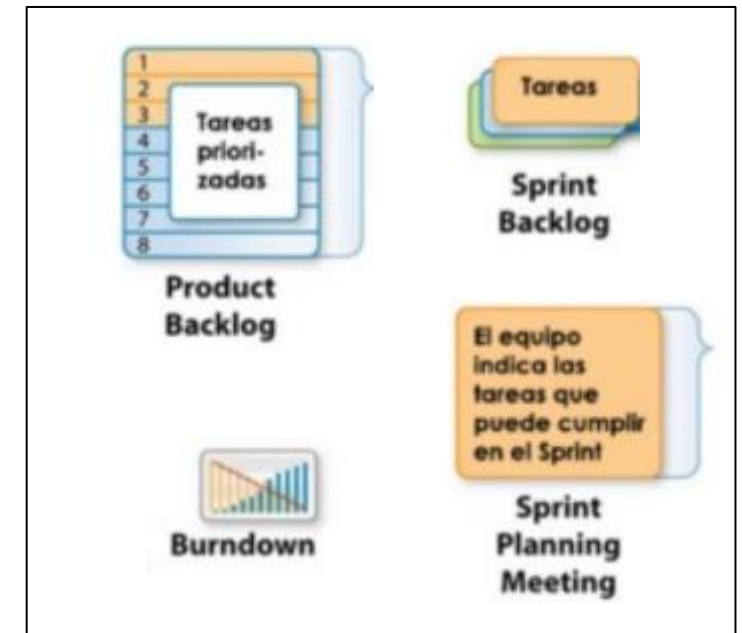 1
2
3
4
5
6
7
8
Tareas
priori-
zadas
Product
Backlog
Tareas
Sprint
Backlog
El equipo
indica las
tareas que
puede cumplir
en el Sprint
Sprint
Planning
Meeting
Burndown